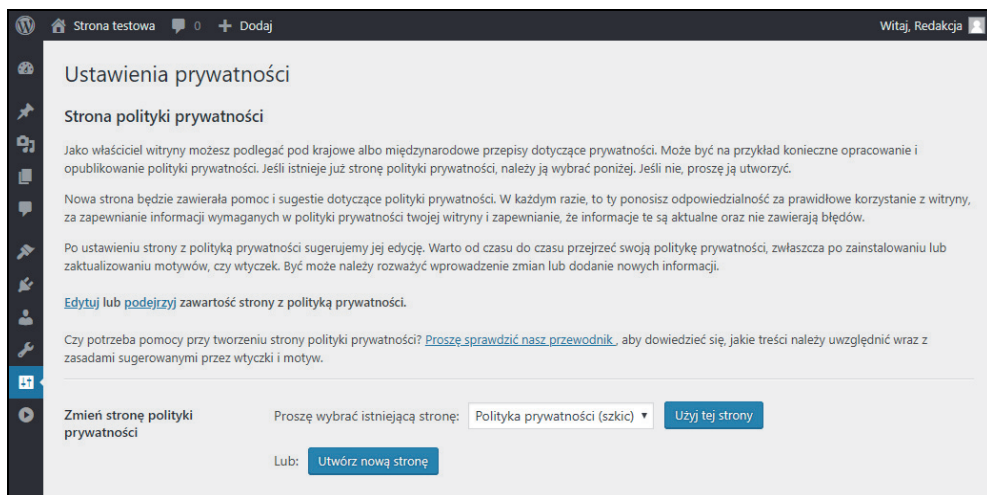 Strona testowa 0 + Dodaj Witaj, Redakcja
Ustawienia prywatności
Strona polityki prywatności
Jako właściciel witryny możesz podlegać pod krajowe albo międzynarodowe przepisy dotyczące prywatności. Może być na przykład konieczne opracowanie i
opublikowanie polityki prywatności. Jeśli istnieje już stronę polityki prywatności, należy ją wybrać poniżej. Jeśli nie, proszę ją utworzyć.
Nowa strona będzie zawierała pomoc i sugestie dotyczące polityki prywatności. W każdym razie, to ty ponosisz odpowiedzialność za prawidłowe korzystanie z witryny,
za zapewnianie informacji wymaganych w polityki prywatności twojej witryny i zapewnianie, że informacje te są aktualne oraz nie zawierają błędów.
Po ustawieniu strony z polityką prywatności sugerujemy jej edycję. Warto od czasu do czasu przejrzeć swoją politykę prywatności, zwłaszcza po zainstalowaniu lub
zaktualizowaniu motywów, czy wtyczek. Być może należy rozważyć wprowadzenie zmian lub dodanie nowych informacji.
Edytuj lub podejrzyj zawartość strony z polityką prywatności.
Czy potrzeba pomocy przy tworzeniu strony polityki prywatności? Proszę sprawdzić nasz przewodnik , aby dowiedzieć się, jakie treści należy uwzględnić wraz z
zasadami sugerowanymi przez wtyczki i motyw.
Zmień stronę polityki prywatności
Proszę wybrać istniejącą stronę: Polityka prywatności (szkic) Użyj tej strony
Lub: Utwórz nową stronę